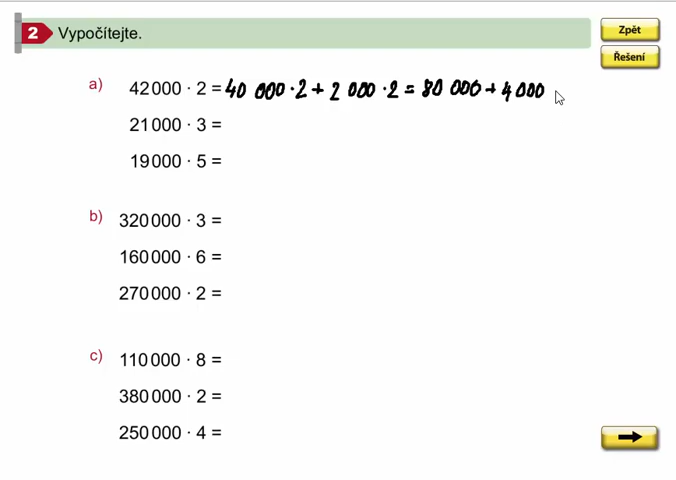 2 Vypočítejte.
Zpět
Řešení
a) 42 000 · 2 = 40 000 · 2 + 2 000 · 2 = 80 000 + 4 000
21 000 · 3 =
19 000 · 5 =
b) 320 000 · 3 =
160 000 · 6 =
270 000 · 2 =
c) 110 000 · 8 =
380 000 · 2 =
250 000 · 4 =